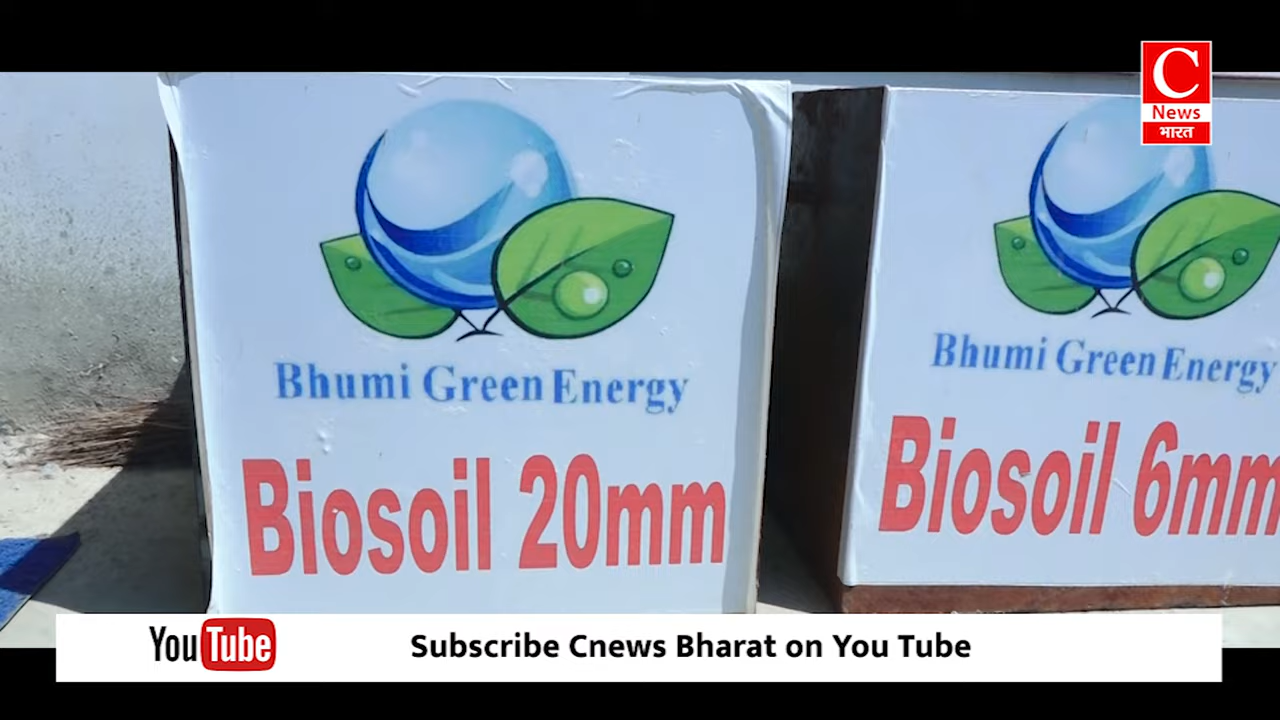 C
News
भारत
Bhumi Green Energy
Biosoil 20mm
Bhumi Green Energy
Biosoil 6mm
YouTube
Subscribe Cnews Bharat on You Tube